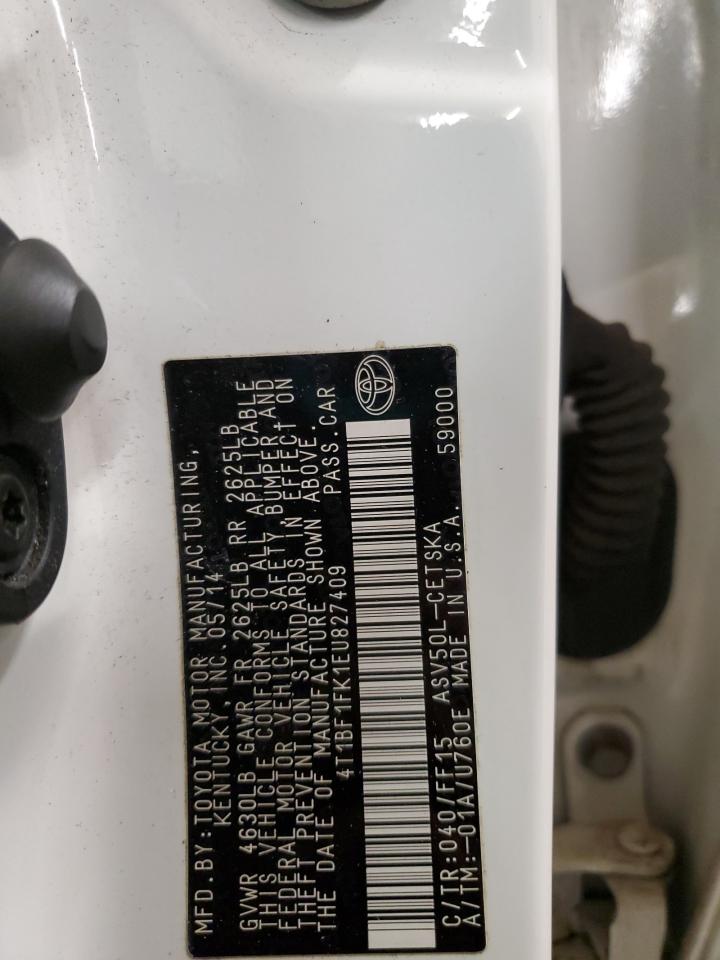 MFD.BY:TOYOTA MOTOR MANUFACTURING,
KENTUCKY, INC.05/14
GVWR 4630LB GAWR FR 2625LB RR 2625LB
THIS VEHICLE CONFORMS TO ALL APPLICABLE
FEDERAL MOTOR VEHICLE SAFETY BUMPER,AND
THEFT PREVENTION STANDARDS IN EFFECT ON
THE DATE OF MANUFACTURE SHOWN ABOVE.
4T1BF1FK1EU827409 PASS.CAR
C/TR:040/FF15 ASV50L-CETSKA
A/TM:-01A/U760E MADE IN U.S.A. 59000